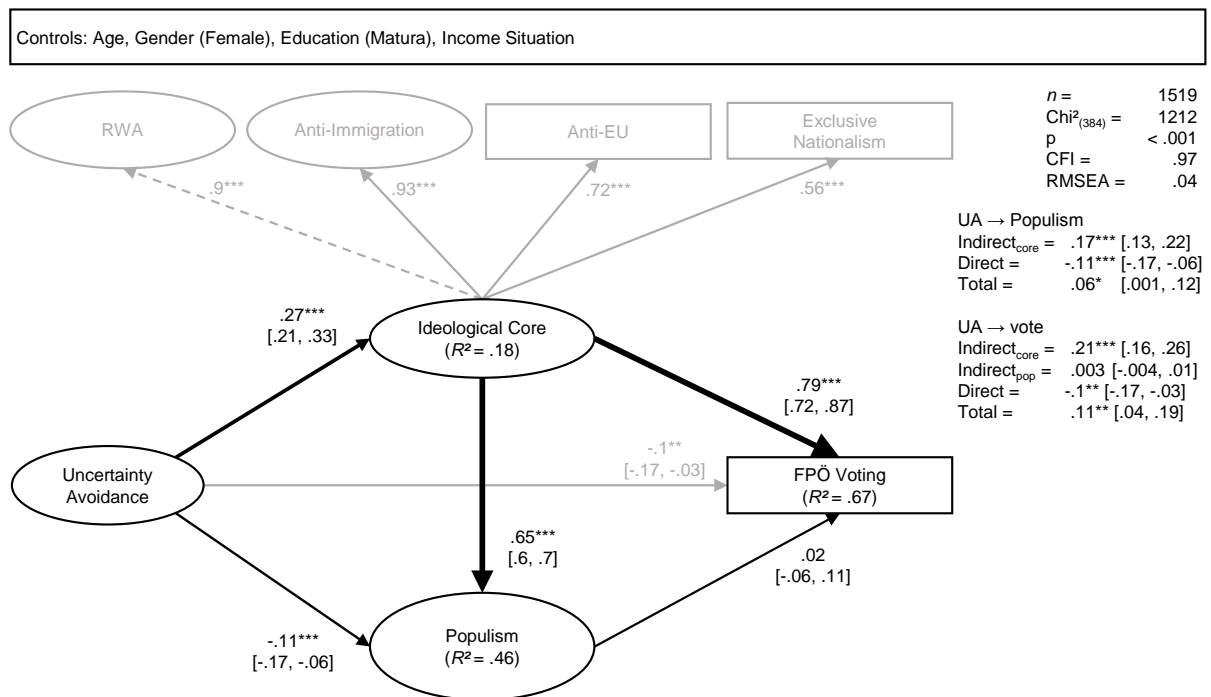 Controls: Age, Gender (Female), Education (Matura), Income Situation
RWA
Anti-Immigration
Anti-EU
Exclusive
Nationalism
n = 1519
Chi²(384) = 1212
p < .001
CFI = .97
RMSEA = .04
.9***
.93***
.72***
.56***
UA → Populism
Indirectcore = .17*** [.13, .22]
Direct = -.11*** [-.17, -.06]
Total = .06* [.001, .12]
UA → vote
Indirectcore = .21*** [.16, .26]
Indirectpop = .003 [-.004, .01]
Direct = -.1** [-.17, -.03]
Total = .11** [.04, .19]
.27***
[.21, .33]
Ideological Core
(R² = .18)
.79***
[.72, .87]
Uncertainty
Avoidance
-.1**
[-.17, -.03]
FPÖ Voting
(R² = .67)
.65***
[.6, .7]
.02
[-.06, .11]
-.11***
[-.17, -.06]
Populism
(R² = .46)